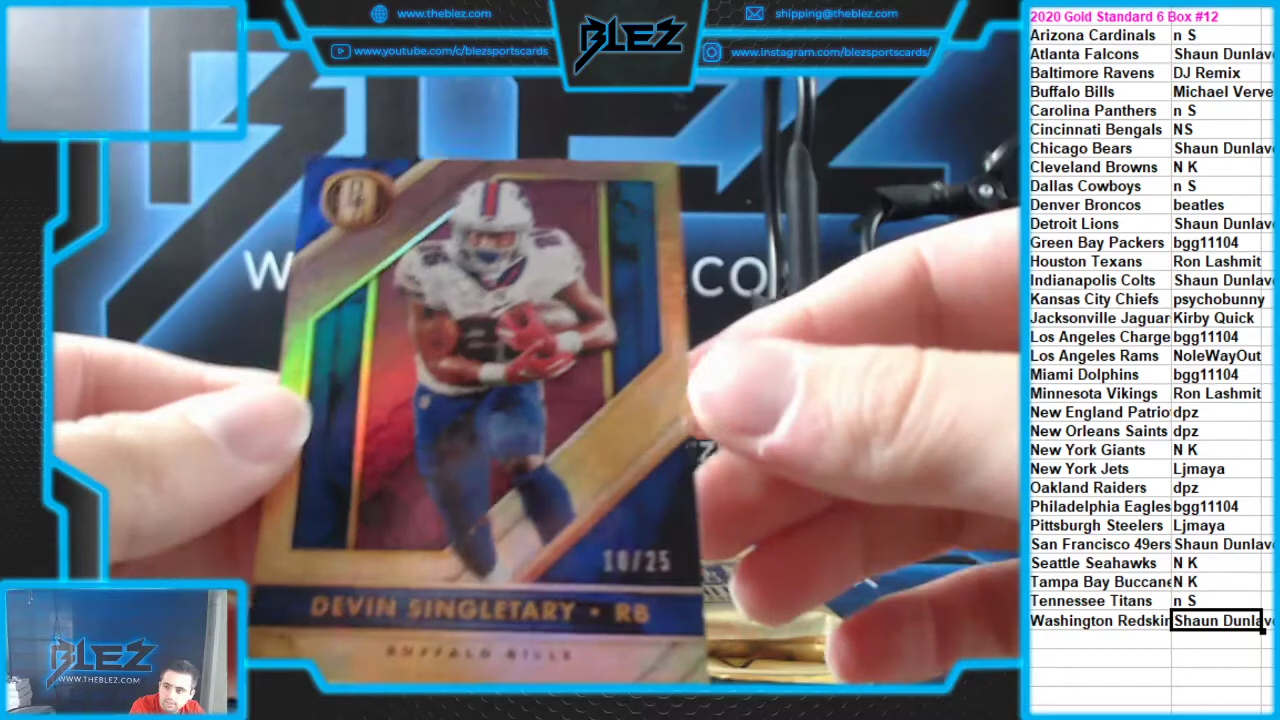 www.theblez.com
www.youtube.com/c/blezsportscards
BLEZ
shipping@theblez.com
www.instagram.com/blezsportscards/
W
CO
10/25
DEVIN SINGLETARY • RB
BUFFALO BILLS
BLEZ
WWW.THEBLEZ.COM
2020 Gold Standard 6 Box #12
Arizona Cardinals n S
Atlanta Falcons Shaun Dunlave
Baltimore Ravens DJ Remix
Buffalo Bills Michael Verve
Carolina Panthers n S
Cincinnati Bengals NS
Chicago Bears Shaun Dunlave
Cleveland Browns N K
Dallas Cowboys n S
Denver Broncos beatles
Detroit Lions Shaun Dunlave
Green Bay Packers bgg11104
Houston Texans Ron Lashmit
Indianapolis Colts Shaun Dunlave
Kansas City Chiefs psychobunny
Jacksonville Jaguar Kirby Quick
Los Angeles Charge bgg11104
Los Angeles Rams NoleWayOut
Miami Dolphins bgg11104
Minnesota Vikings Ron Lashmit
New England Patrio dpz
New Orleans Saints dpz
New York Giants N K
New York Jets Ljmaya
Oakland Raiders dpz
Philadelphia Eagles bgg11104
Pittsburgh Steelers Ljmaya
San Francisco 49ers Shaun Dunlave
Seattle Seahawks N K
Tampa Bay Buccane N K
Tennessee Titans n S
Washington Redskin Shaun Dunlave